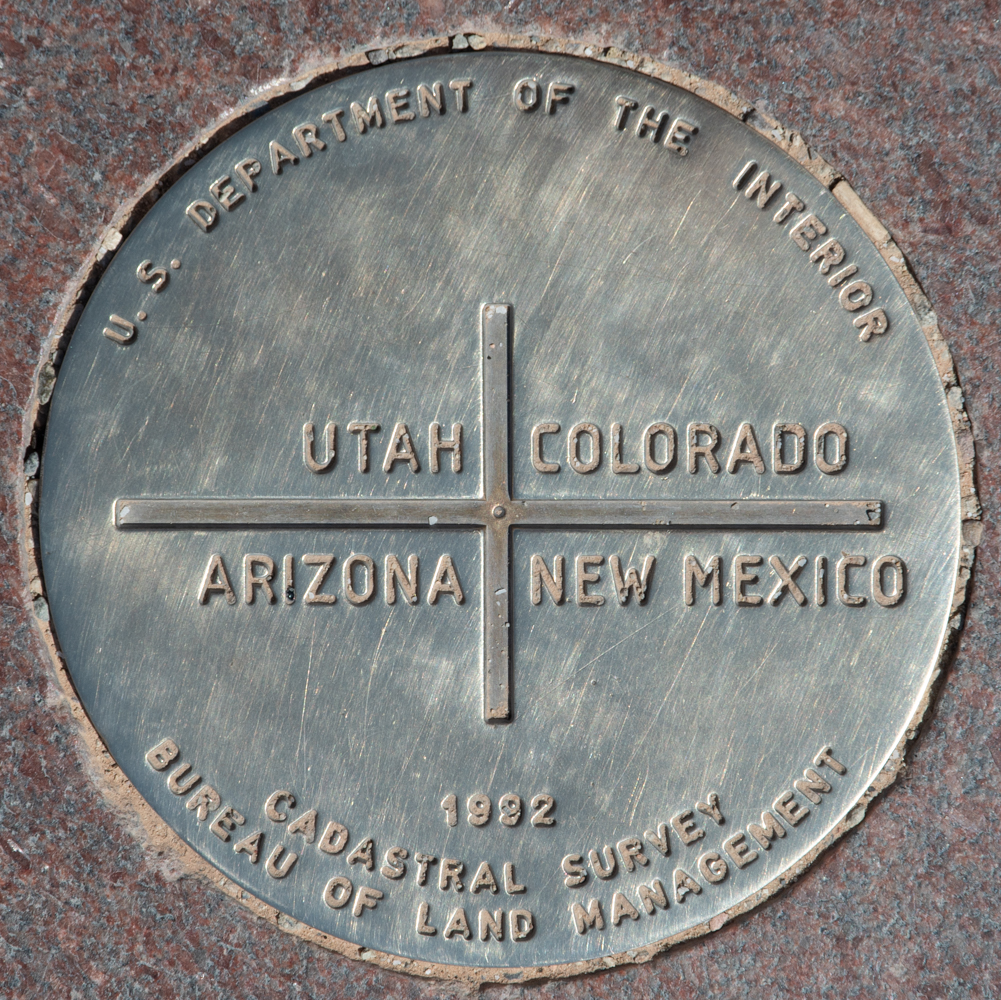 U. S. DEPARTMENT OF THE INTERIOR
UTAH COLORADO
ARIZONA NEW MEXICO
1992
CADASTRAL SURVEY
BUREAU OF LAND MANAGEMENT